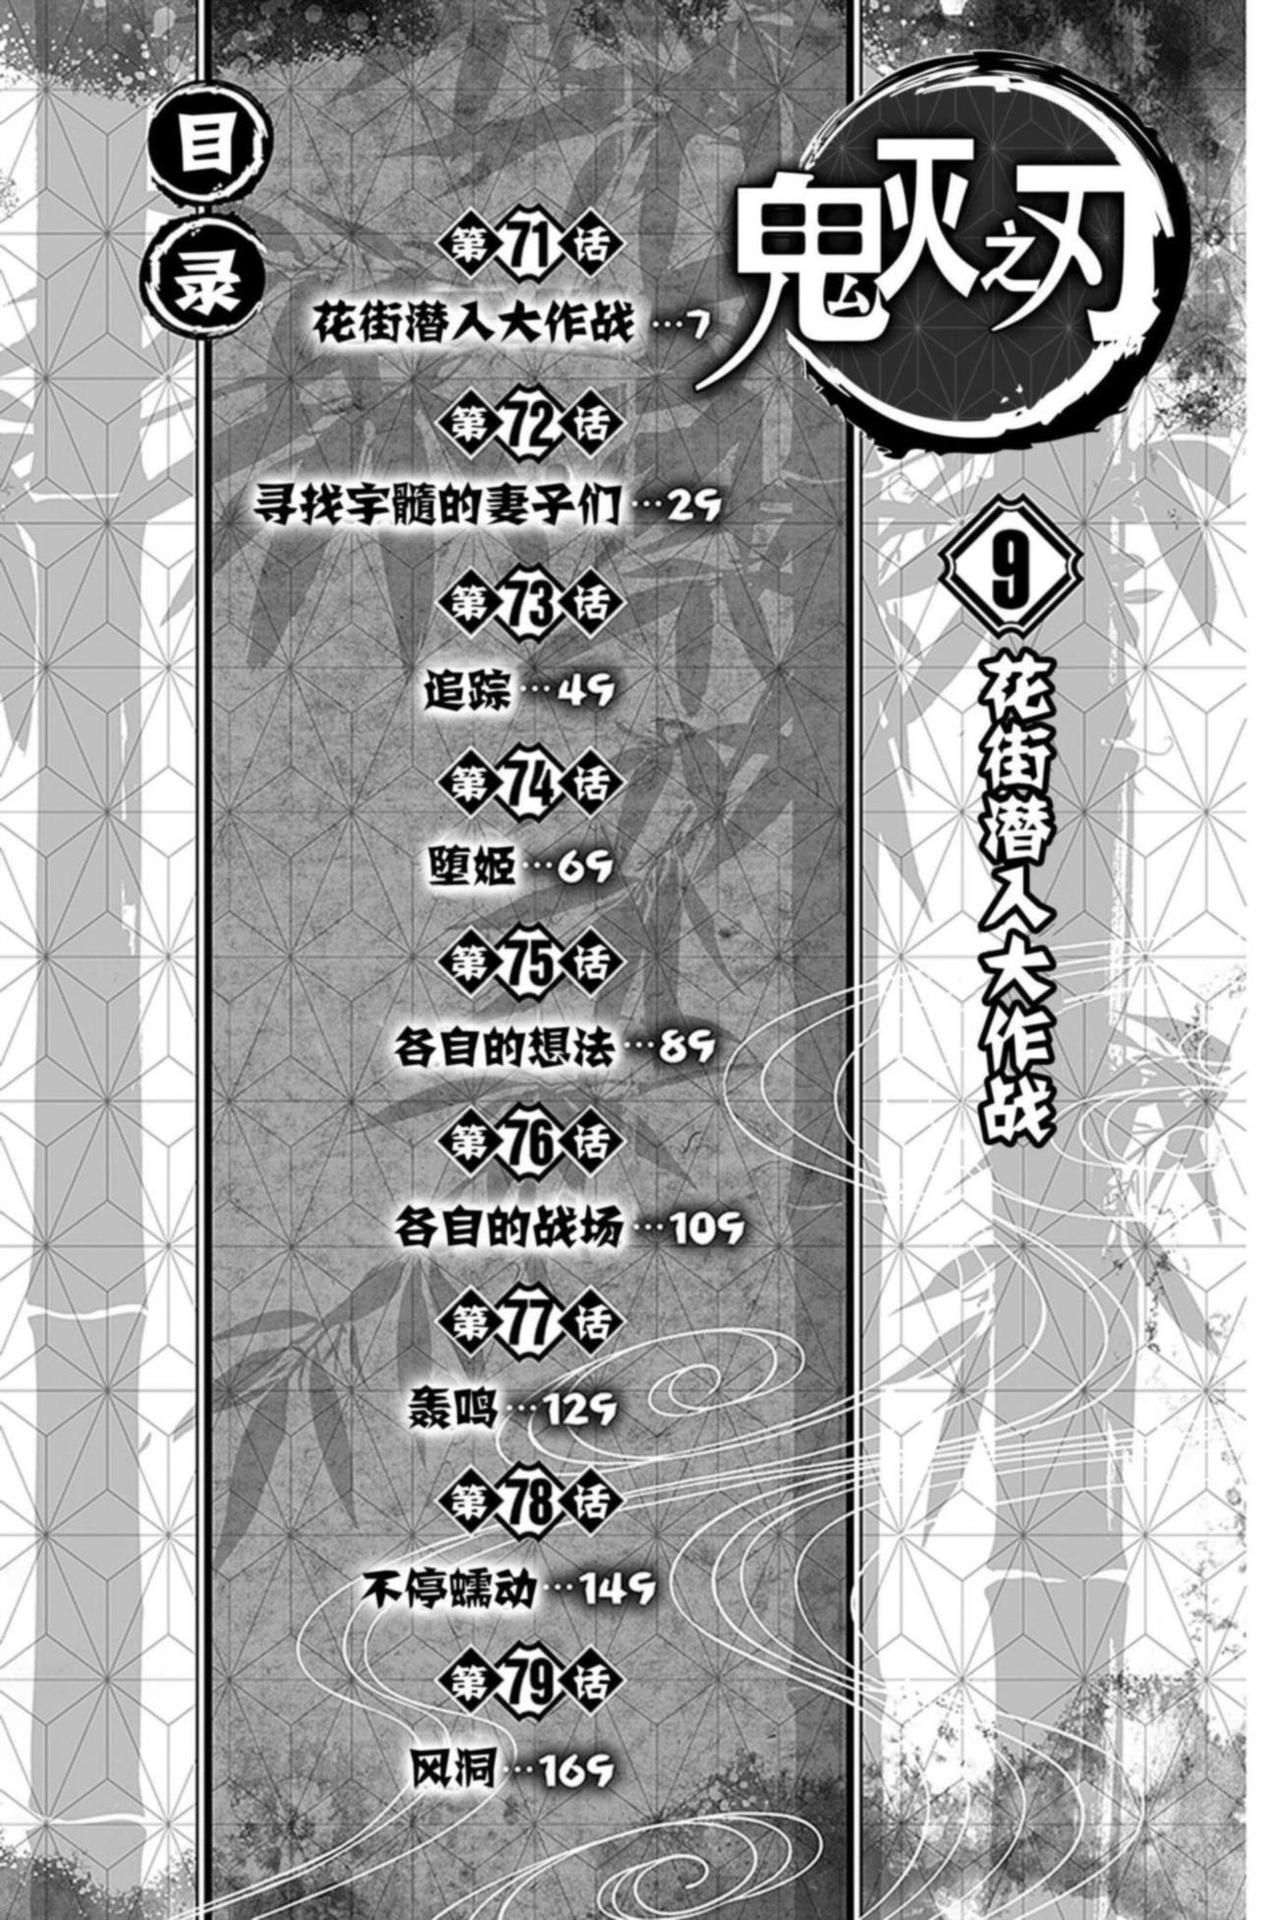 鬼灭之刃
9
花街潜入大作战
目录
第71话
花街潜入大作战…7
第72话
寻找宇髓的妻子们…29
第73话
追踪…49
第74话
堕姬…69
第75话
各自的想法…89
第76话
各自的战场…109
第77话
轰鸣…129
第78话
不停蠕动…149
第79话
风洞…169